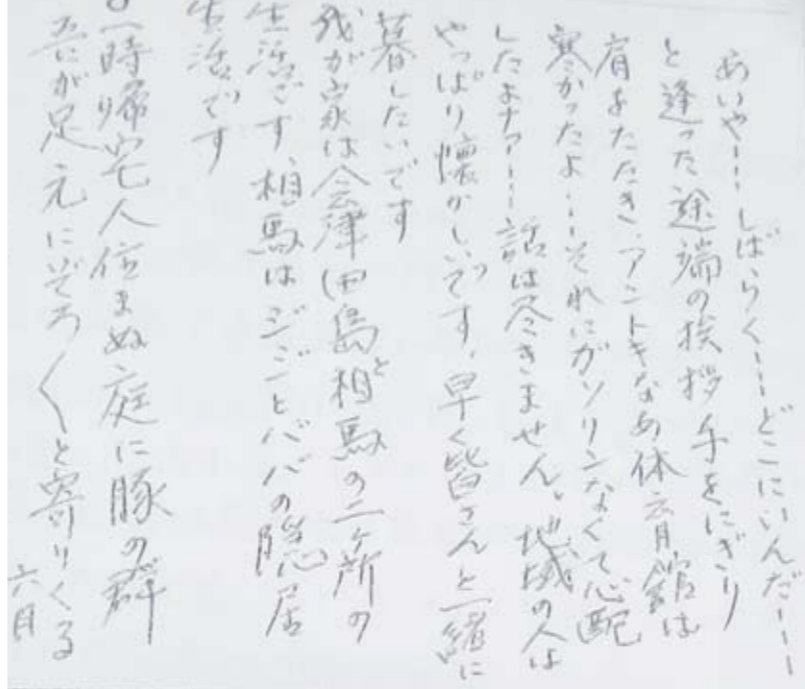 あいや……しばらく……どこにいんだ………
と逢った途端の挨拶手をにぎり
肩をたたき、アントキなあ体育館は
寒かったよ……それにガソリンなくて心配
したよナァ……話は尽きません。地域の人は
やっぱり懐かしいです、早く皆さんと一緒に
暮したいです
我が家は会津田島と相馬の二ヶ所の
生活です、相馬はジジとババの隠居
生活です
○一時帰宅人住まぬ庭に豚の群
吾が足元にぞろ〱と寄りくる
六月